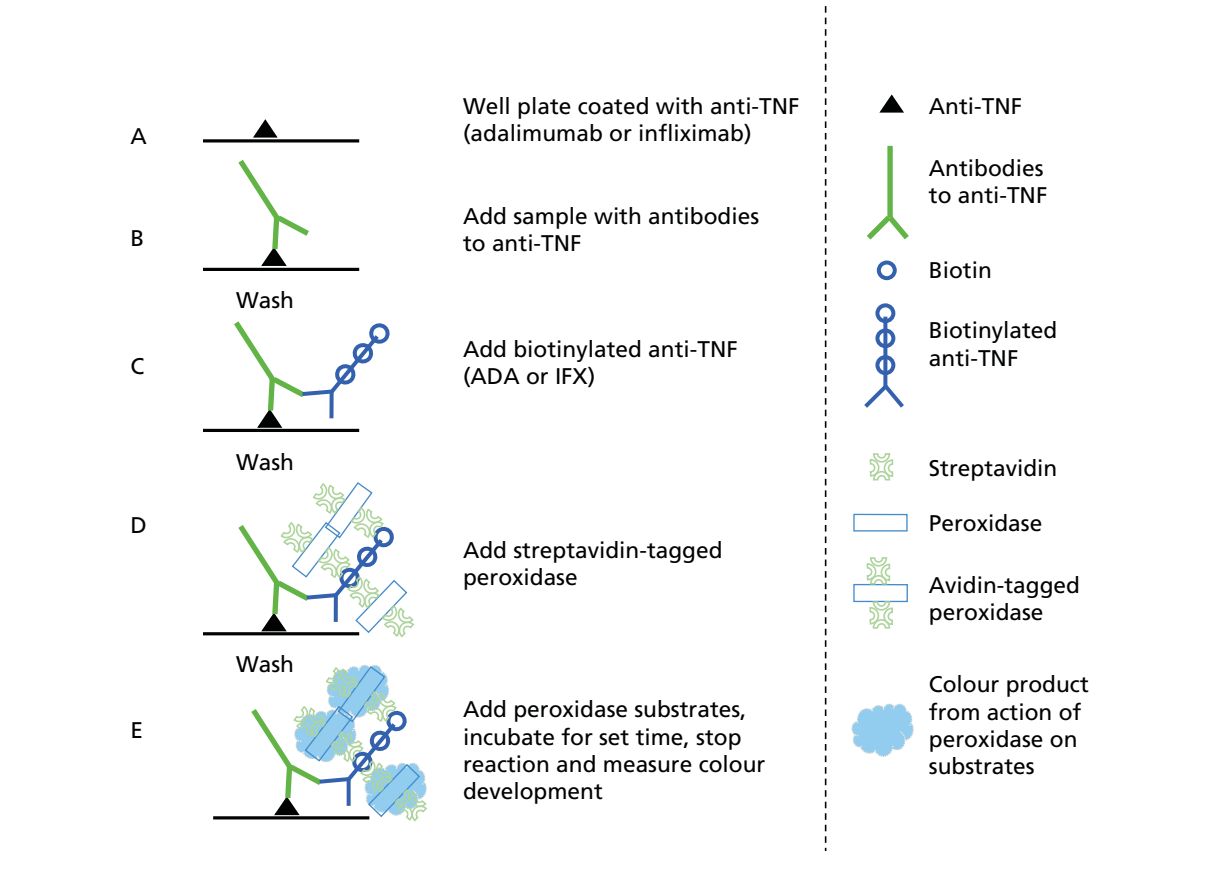 A
Well plate coated with anti-TNF
(adalimumab or infliximab)
B
Add sample with antibodies
to anti-TNF
Wash
C
Add biotinylated anti-TNF
(ADA or IFX)
Wash
D
Add streptavidin-tagged
peroxidase
Wash
E
Add peroxidase substrates,
incubate for set time, stop
reaction and measure colour
development
Anti-TNF
Antibodies
to anti-TNF
Biotin
Biotinylated
anti-TNF
Streptavidin
Peroxidase
Avidin-tagged
peroxidase
Colour product
from action of
peroxidase on
substrates